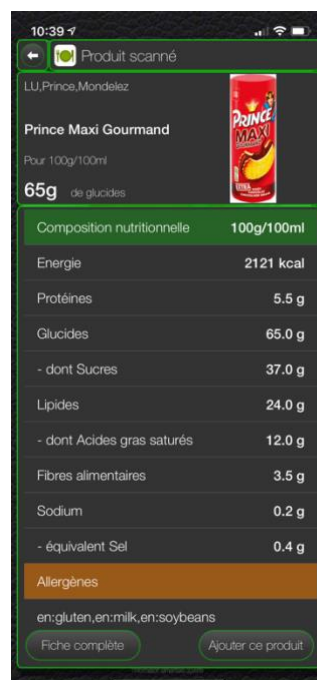 10:39
Produit scanné
LU,Prince,Mondelez
Prince Maxi Gourmand
Pour 100g/100ml
65g de glucides
PRINCE
MAXI
Composition nutritionnelle 100g/100ml
Energie 2121 kcal
Protéines 5.5 g
Glucides 65.0 g
- dont Sucres 37.0 g
Lipides 24.0 g
- dont Acides gras saturés 12.0 g
Fibres alimentaires 3.5 g
Sodium 0.2 g
- équivalent Sel 0.4 g
Allergènes
en:gluten,en:milk,en:soybeans
Fiche complète Ajouter ce produit